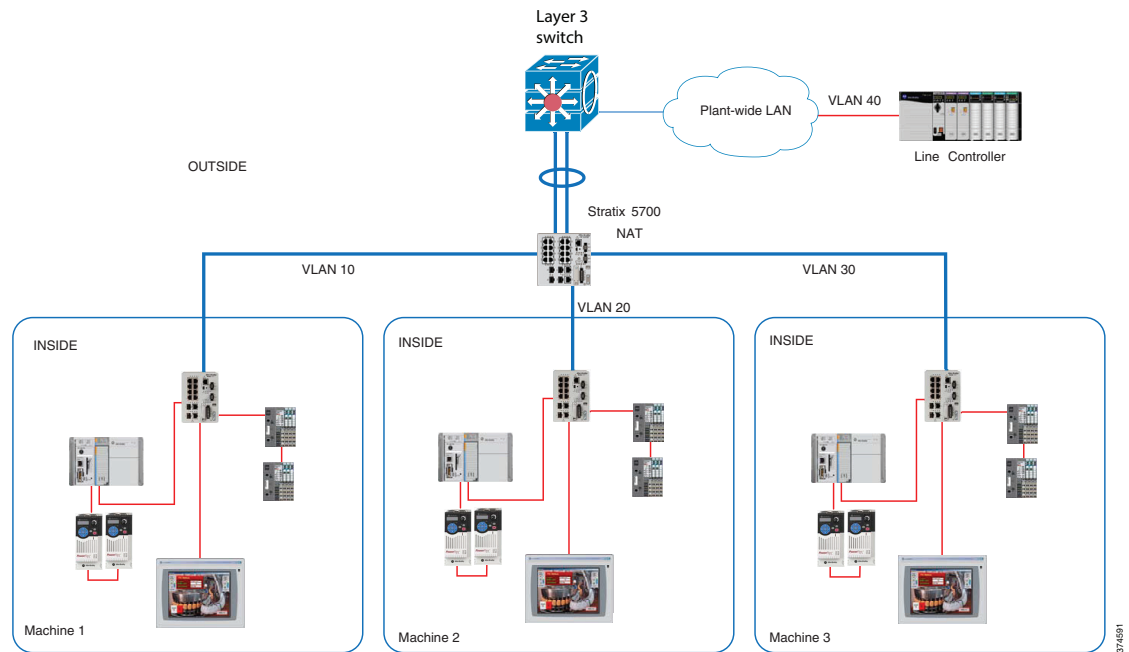 Layer 3
switch
Plant-wide LAN
VLAN 40
Line Controller
OUTSIDE
Stratix 5700
NAT
VLAN 10
VLAN 30
VLAN 20
INSIDE
INSIDE
INSIDE
Machine 1
Machine 2
Machine 3
374591